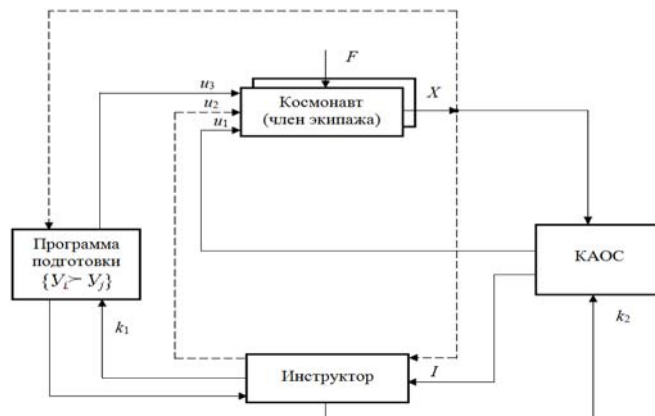 F
u3
u2
u1
Космонавт
(член экипажа)
X
Программа
подготовки
{Уi ≻ Уj}
КАОС
k1
k2
Инструктор
I